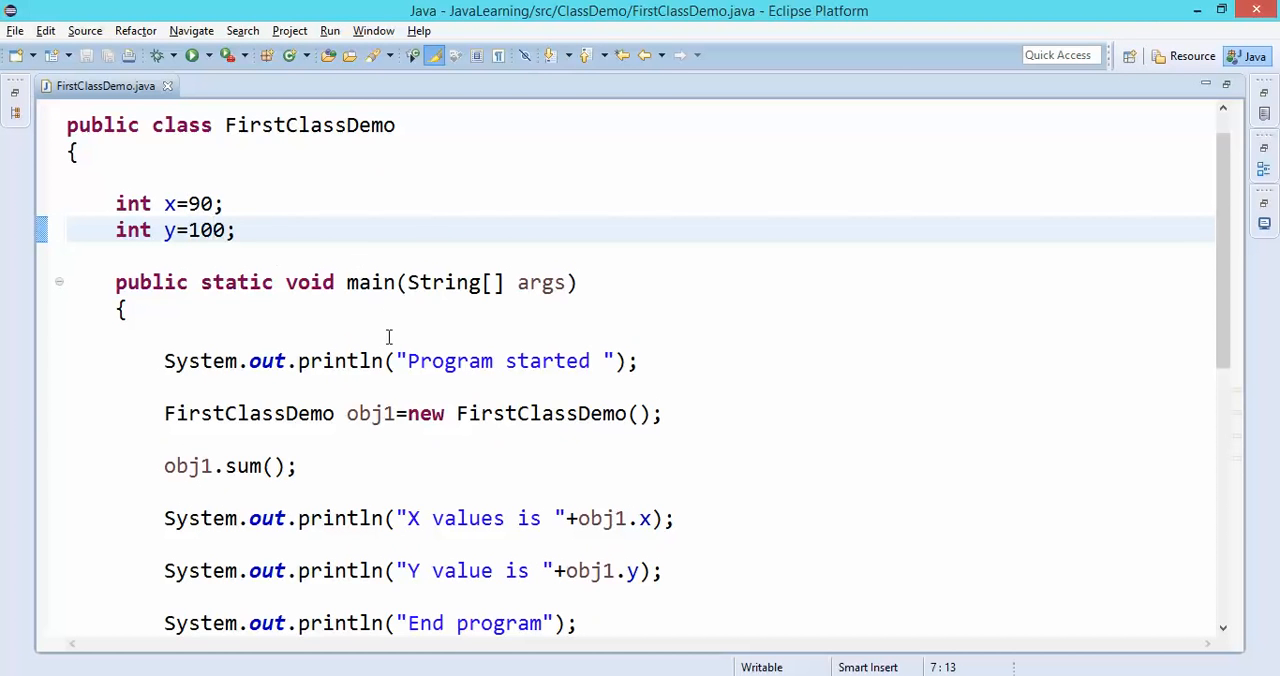 Java - JavaLearning/src/ClassDemo/FirstClassDemo.java - Eclipse Platform
File Edit Source Refactor Navigate Search Project Run Window Help
Quick Access Resource Java
FirstClassDemo.java
public class FirstClassDemo
{
int x=90;
int y=100;
public static void main(String[] args)
{
System.out.println("Program started ");
FirstClassDemo obj1=new FirstClassDemo();
obj1.sum();
System.out.println("X values is "+obj1.x);
System.out.println("Y value is "+obj1.y);
System.out.println("End program");
Writable Smart Insert 7 : 13